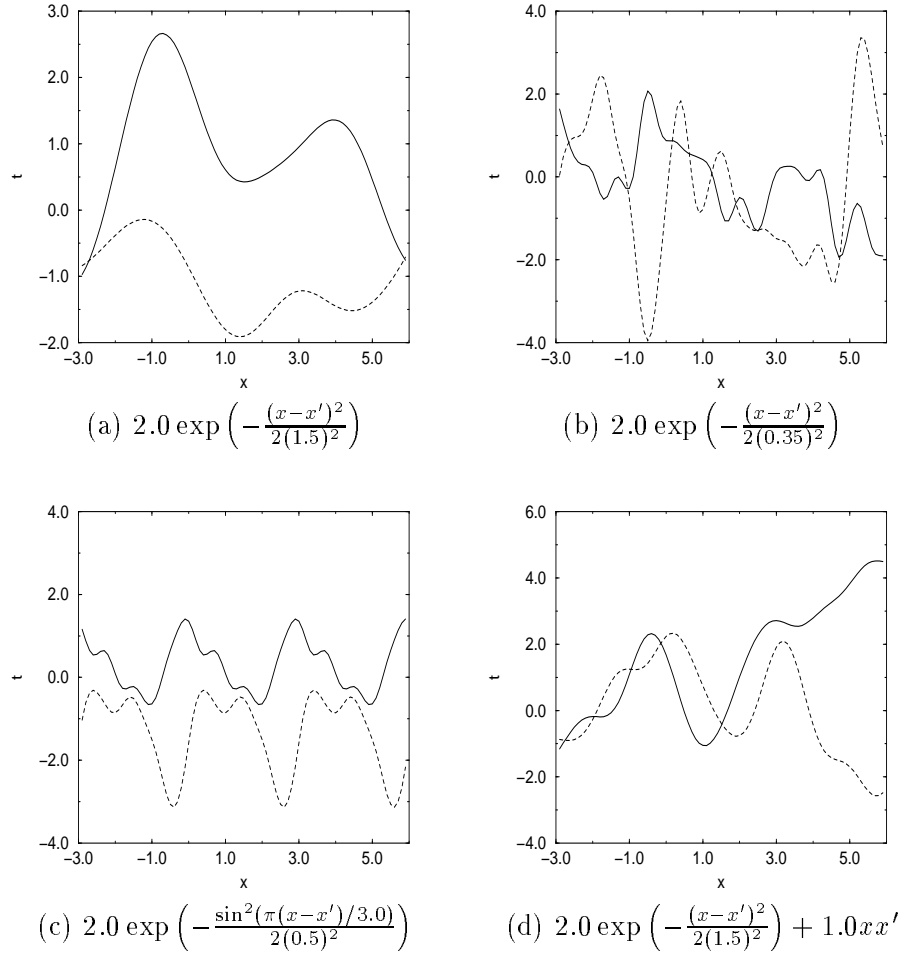 3.0
2.0
1.0
0.0
−1.0
−2.0
t
−3.0 −1.0 1.0 3.0 5.0
x
(a) 2.0 exp(−(x−x′)²/2(1.5)²)
4.0
2.0
0.0
−2.0
−4.0
t
−3.0 −1.0 1.0 3.0 5.0
x
(b) 2.0 exp(−(x−x′)²/2(0.35)²)
4.0
2.0
0.0
−2.0
−4.0
t
−3.0 −1.0 1.0 3.0 5.0
x
(c) 2.0 exp(−sin²(π(x−x′)/3.0)/2(0.5)²)
6.0
4.0
2.0
0.0
−2.0
−4.0
t
−3.0 −1.0 1.0 3.0 5.0
x
(d) 2.0 exp(−(x−x′)²/2(1.5)²) + 1.0xx′